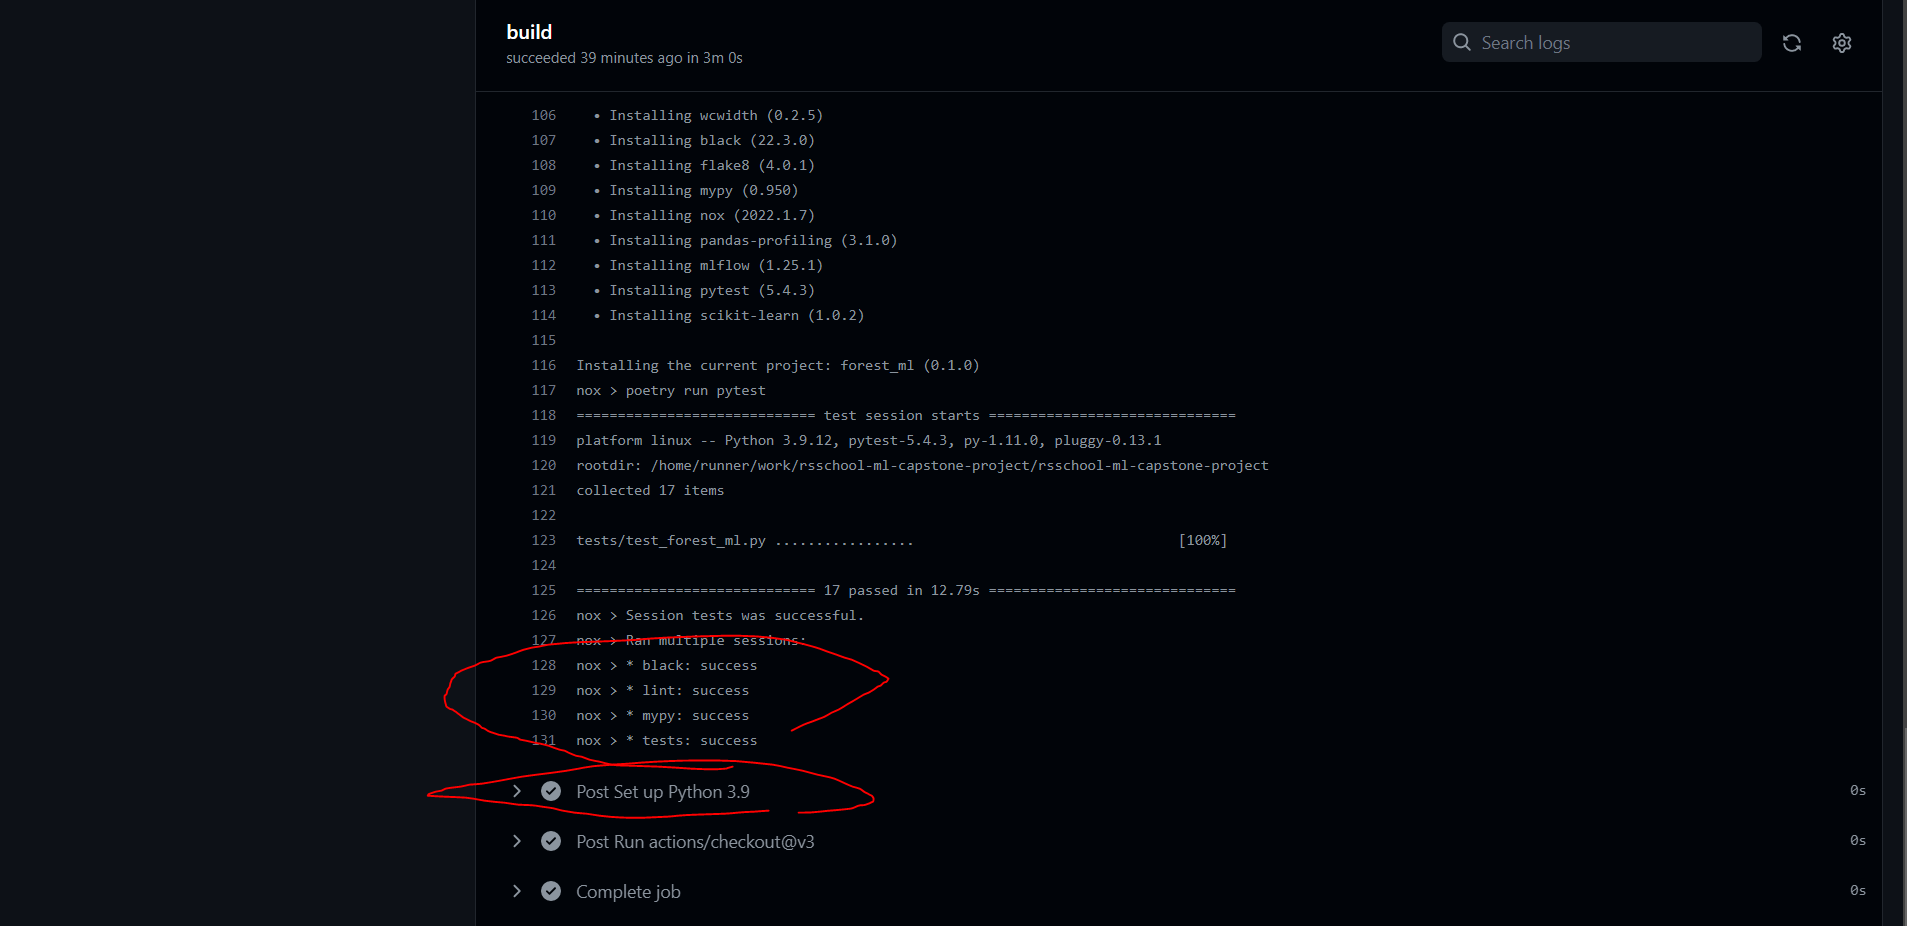 build
succeeded 39 minutes ago in 3m 0s
Search logs
106 • Installing wcwidth (0.2.5)
107 • Installing black (22.3.0)
108 • Installing flake8 (4.0.1)
109 • Installing mypy (0.950)
110 • Installing nox (2022.1.7)
111 • Installing pandas-profiling (3.1.0)
112 • Installing mlflow (1.25.1)
113 • Installing pytest (5.4.3)
114 • Installing scikit-learn (1.0.2)
115
116 Installing the current project: forest_ml (0.1.0)
117 nox > poetry run pytest
118 ============================= test session starts ==============================
119 platform linux -- Python 3.9.12, pytest-5.4.3, py-1.11.0, pluggy-0.13.1
120 rootdir: /home/runner/work/rsschool-ml-capstone-project/rsschool-ml-capstone-project
121 collected 17 items
122
123 tests/test_forest_ml.py ................. [100%]
124
125 ============================= 17 passed in 12.79s ==============================
126 nox > Session tests was successful.
127 nox > Ran multiple sessions:
128 nox > * black: success
129 nox > * lint: success
130 nox > * mypy: success
131 nox > * tests: success
Post Set up Python 3.9 0s
Post Run actions/checkout@v3 0s
Complete job 0s